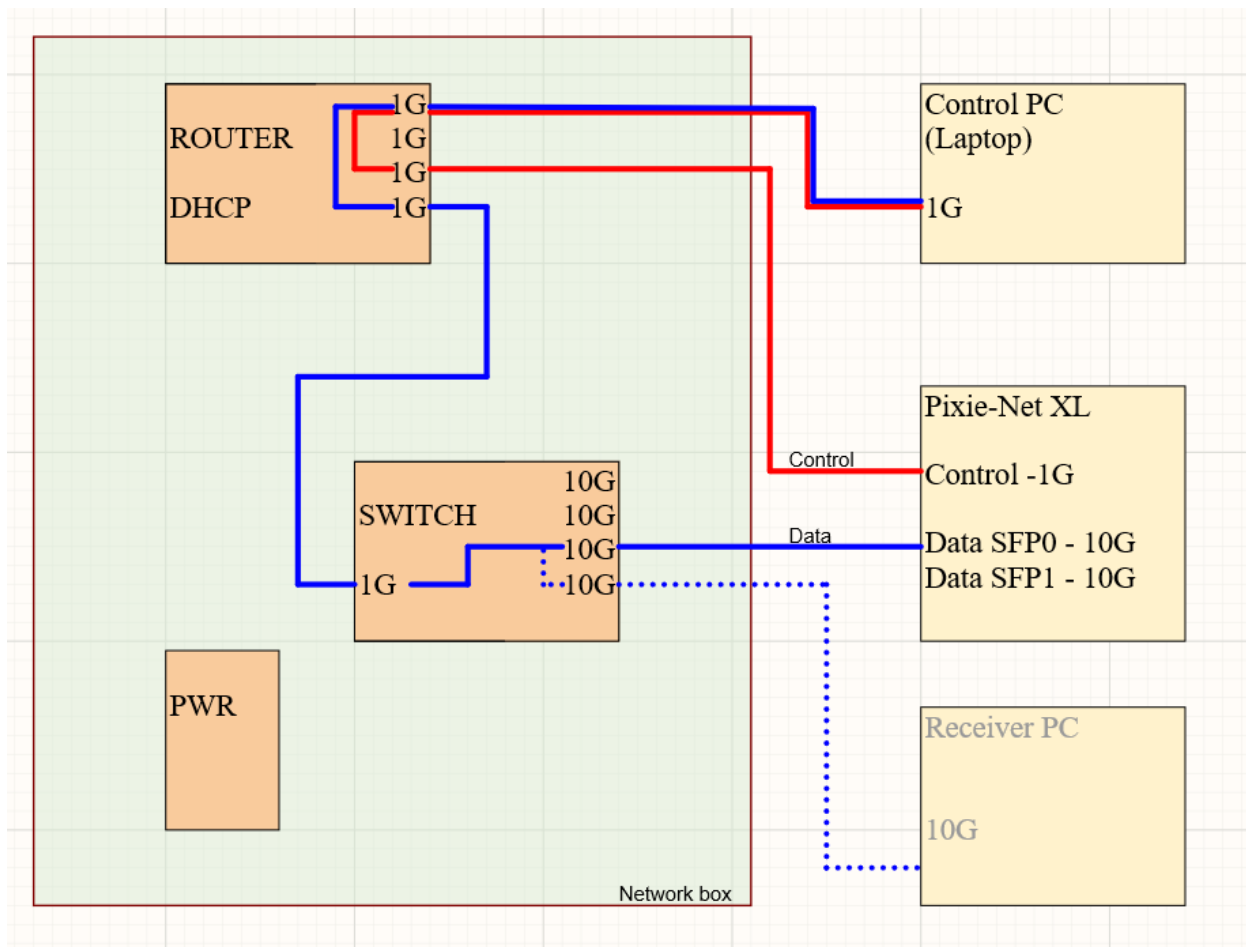 ROUTER
DHCP
1G
1G
1G
1G
Control PC
(Laptop)
1G
Pixie-Net XL
Control
Control -1G
Data
Data SFP0 - 10G
Data SFP1 - 10G
SWITCH
1G
10G
10G
10G
10G
PWR
Receiver PC
10G
Network box